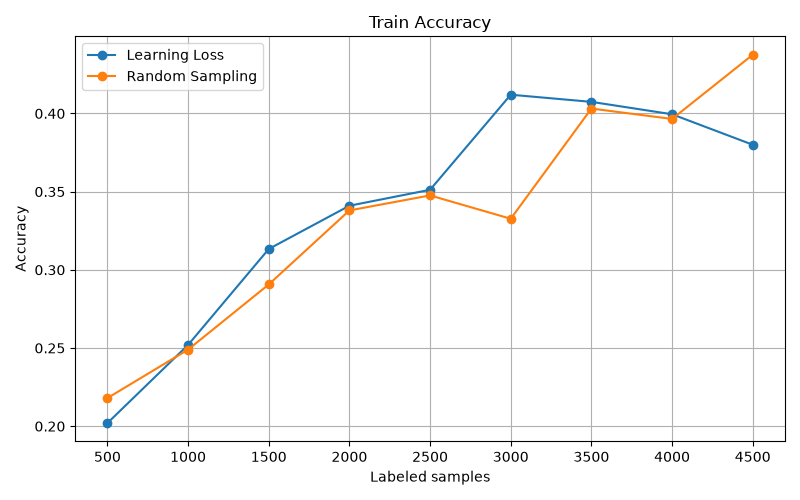 Train Accuracy
Learning Loss
Random Sampling
0.40
0.35
0.30
0.25
0.20
Accuracy
500 1000 1500 2000 2500 3000 3500 4000 4500
Labeled samples